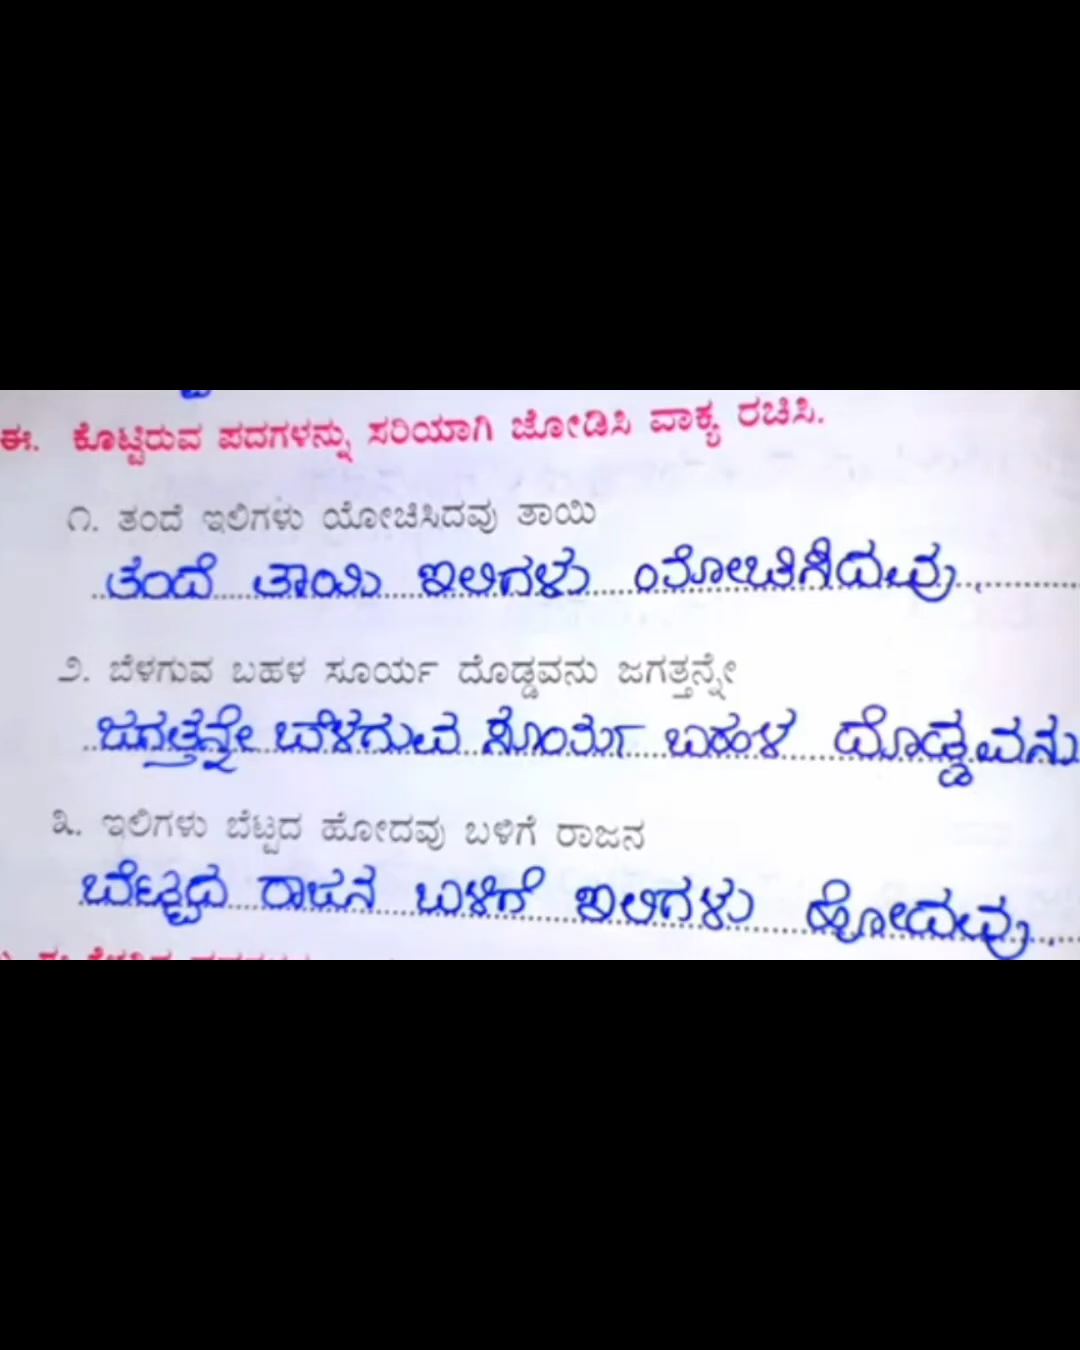 ಈ. ಕೊಟ್ಟಿರುವ ಪದಗಳನ್ನು ಸರಿಯಾಗಿ ಜೋಡಿಸಿ ವಾಕ್ಯ ರಚಿಸಿ.
೧. ತಂದೆ ಇಲಿಗಳು ಯೋಚಿಸಿದವು ತಾಯಿ
ತಂದೆ ತಾಯಿ ಇಲಿಗಳು ಯೋಚಿಸಿದವು.
೨. ಬೆಳಗುವ ಬಹಳ ಸೂರ್ಯ ದೊಡ್ಡವನು ಜಗತ್ತನ್ನೇ
ಜಗತ್ತನ್ನೇ ಬೆಳಗುವ ಸೂರ್ಯ ಬಹಳ ದೊಡ್ಡವನು
೩. ಇಲಿಗಳು ಬೆಟ್ಟದ ಹೋದವು ಬಳಿಗೆ ರಾಜನ
ಬೆಟ್ಟದ ರಾಜನ ಬಳಿಗೆ ಇಲಿಗಳು ಹೋದವು.